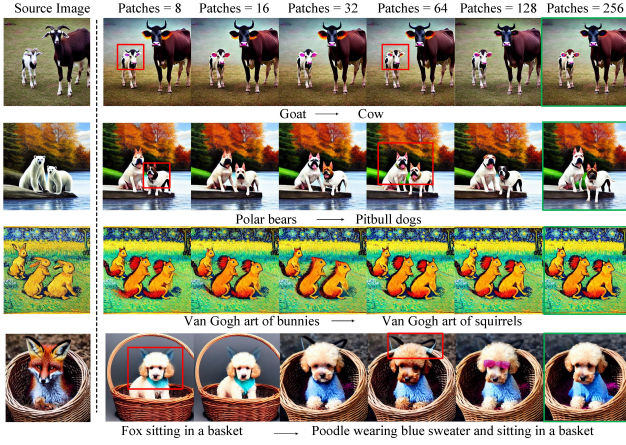 Source Image Patches = 8 Patches = 16 Patches = 32 Patches = 64 Patches = 128 Patches = 256
Goat → Cow
Polar bears → Pitbull dogs
Van Gogh art of bunnies → Van Gogh art of squirrels
Fox sitting in a basket → Poodle wearing blue sweater and sitting in a basket